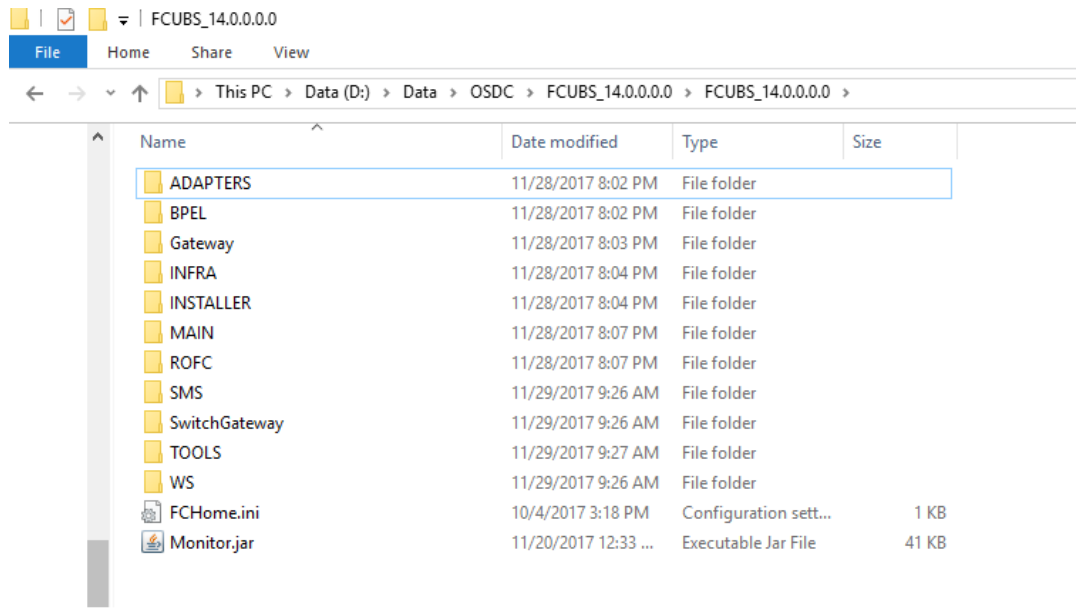 FCUBS_14.0.0.0.0
File Home Share View
This PC > Data (D:) > Data > OSDC > FCUBS_14.0.0.0.0 > FCUBS_14.0.0.0.0 >
Name Date modified Type Size
ADAPTERS 11/28/2017 8:02 PM File folder
BPEL 11/28/2017 8:02 PM File folder
Gateway 11/28/2017 8:03 PM File folder
INFRA 11/28/2017 8:04 PM File folder
INSTALLER 11/28/2017 8:04 PM File folder
MAIN 11/28/2017 8:07 PM File folder
ROFC 11/28/2017 8:07 PM File folder
SMS 11/29/2017 9:26 AM File folder
SwitchGateway 11/29/2017 9:26 AM File folder
TOOLS 11/29/2017 9:27 AM File folder
WS 11/29/2017 9:26 AM File folder
FCHome.ini 10/4/2017 3:18 PM Configuration sett... 1 KB
Monitor.jar 11/20/2017 12:33 ... Executable Jar File 41 KB